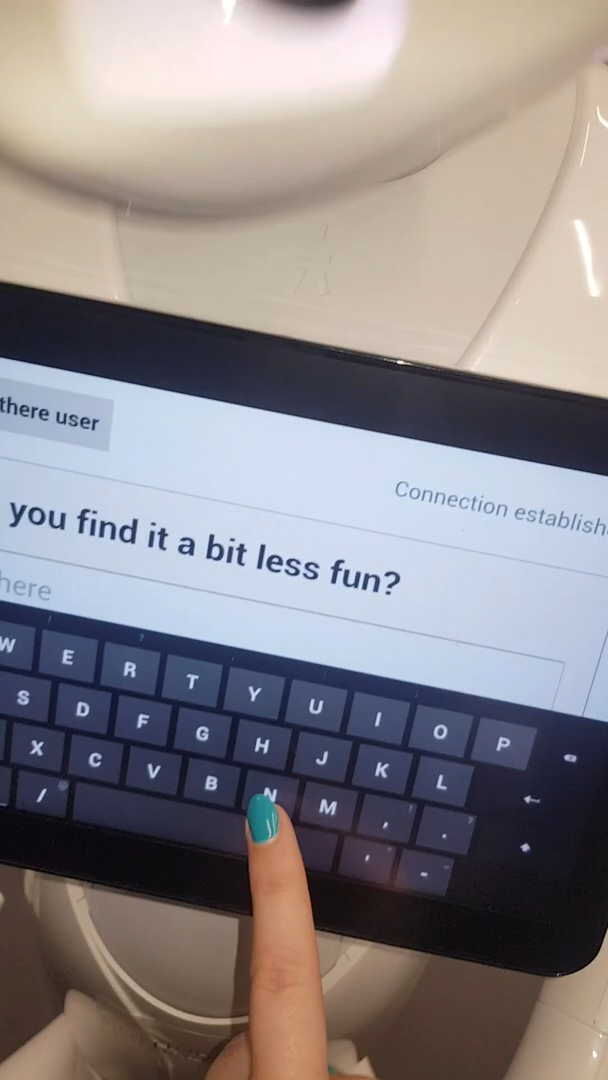 there user
Connection establish
you find it a bit less fun?
here
W E R T Y U I O P
S D F G H J K L
X C V B N M , ! . ?
/ ' -